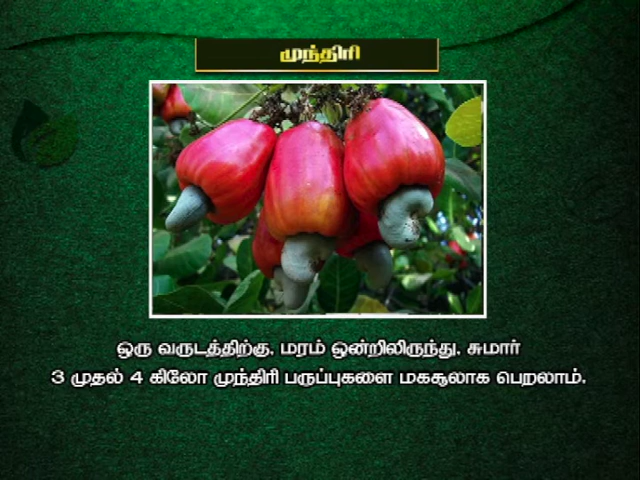 முந்திரி
ஒரு வருடத்திற்கு, மரம் ஒன்றிலிருந்து, சுமார்
3 முதல் 4 கிலோ முந்திரி பருப்புகளை மகசூலாக பெறலாம்.